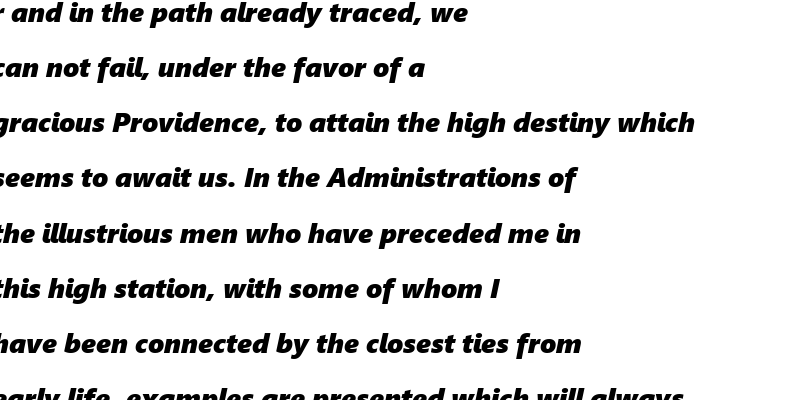 and in the path already traced, we
can not fail, under the favor of a
gracious Providence, to attain the high destiny which
seems to await us. In the Administrations of
the illustrious men who have preceded me in
this high station, with some of whom I
have been connected by the closest ties from
early life, examples are presented which will always